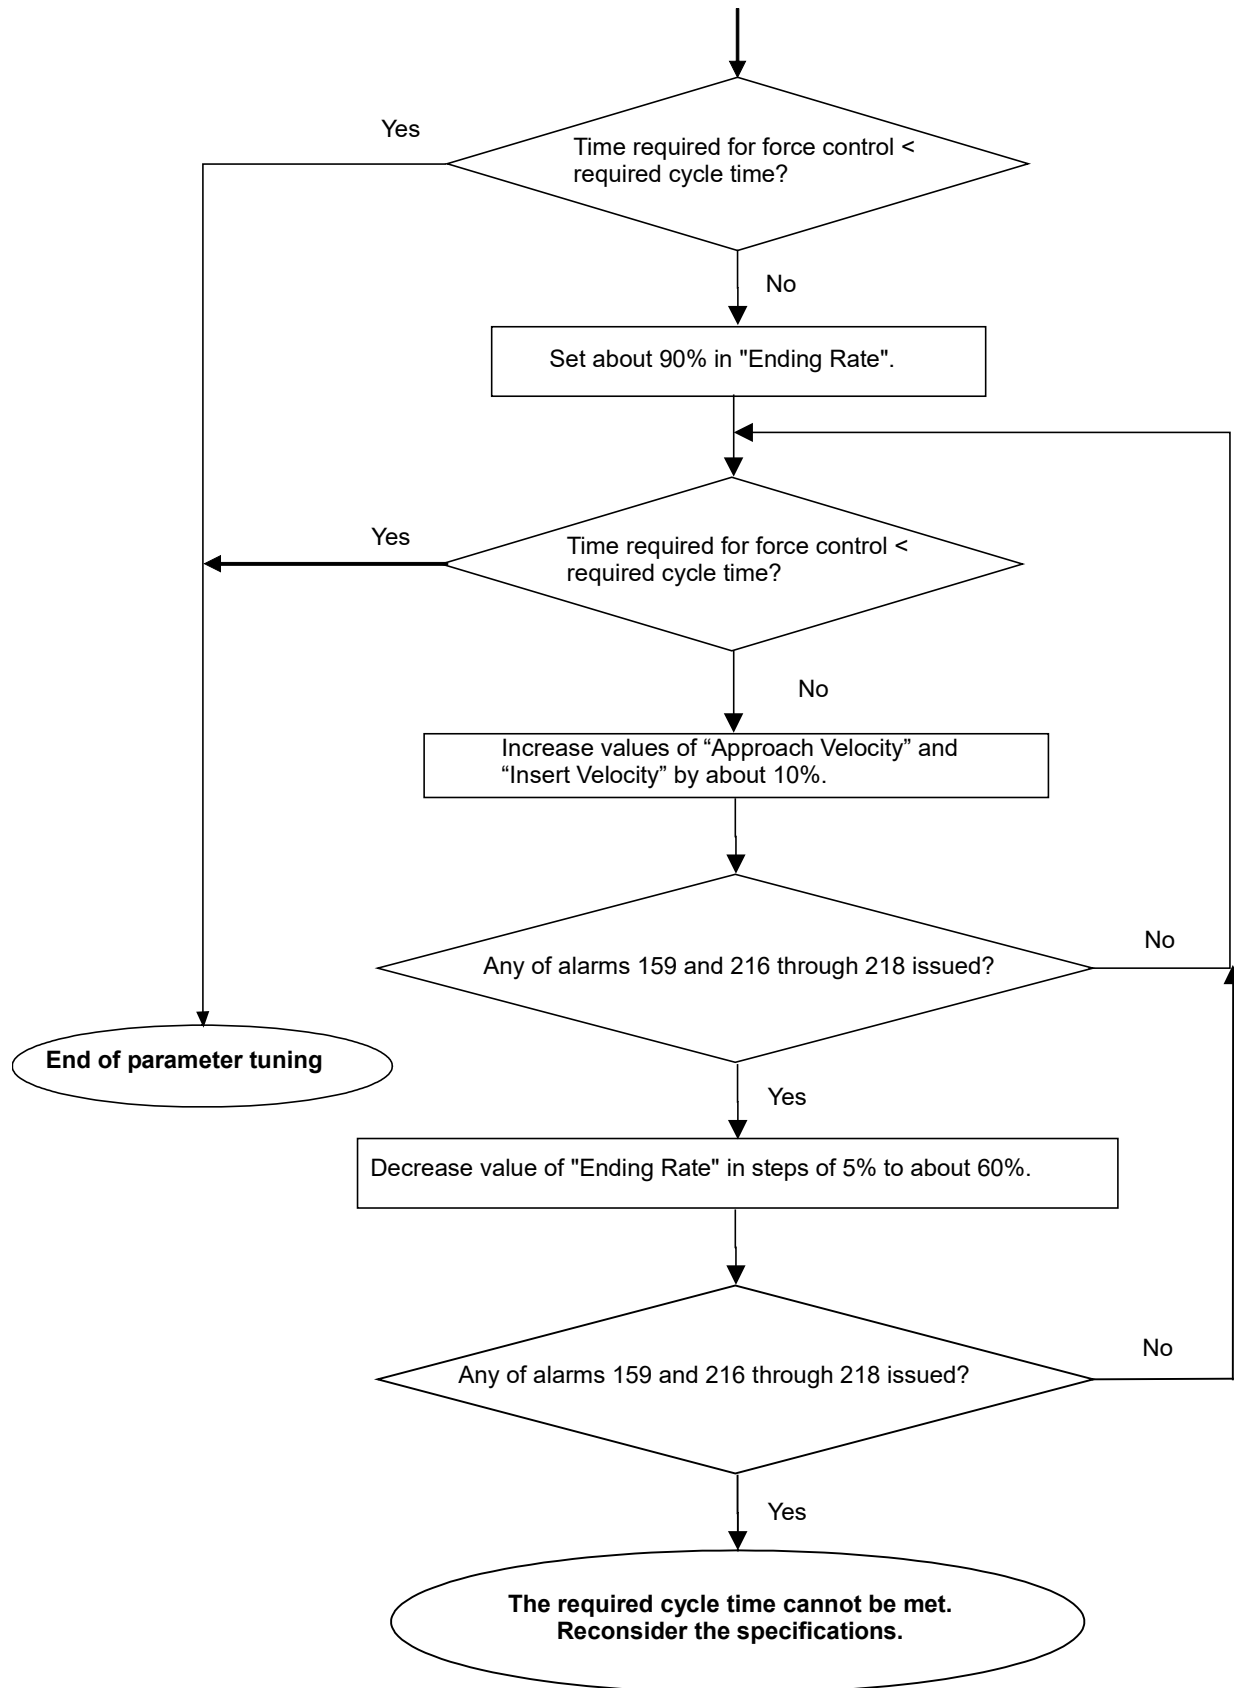 Yes
Time required for force control <
required cycle time?
No
Set about 90% in "Ending Rate".
Yes
Time required for force control <
required cycle time?
No
Increase values of “Approach Velocity” and
“Insert Velocity” by about 10%.
No
Any of alarms 159 and 216 through 218 issued?
End of parameter tuning
Yes
Decrease value of "Ending Rate" in steps of 5% to about 60%.
No
Any of alarms 159 and 216 through 218 issued?
Yes
The required cycle time cannot be met.
Reconsider the specifications.